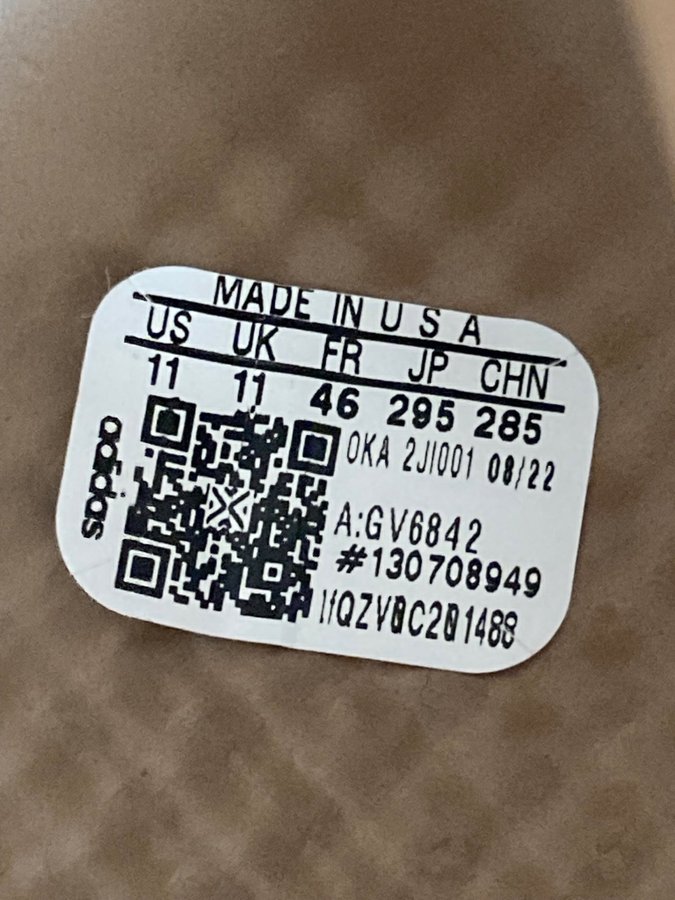 MADE IN U S A
US UK FR JP CHN
11 11 46 295 285
adidas
OKA 2JI001 08/22
A:GV6842
#130708949